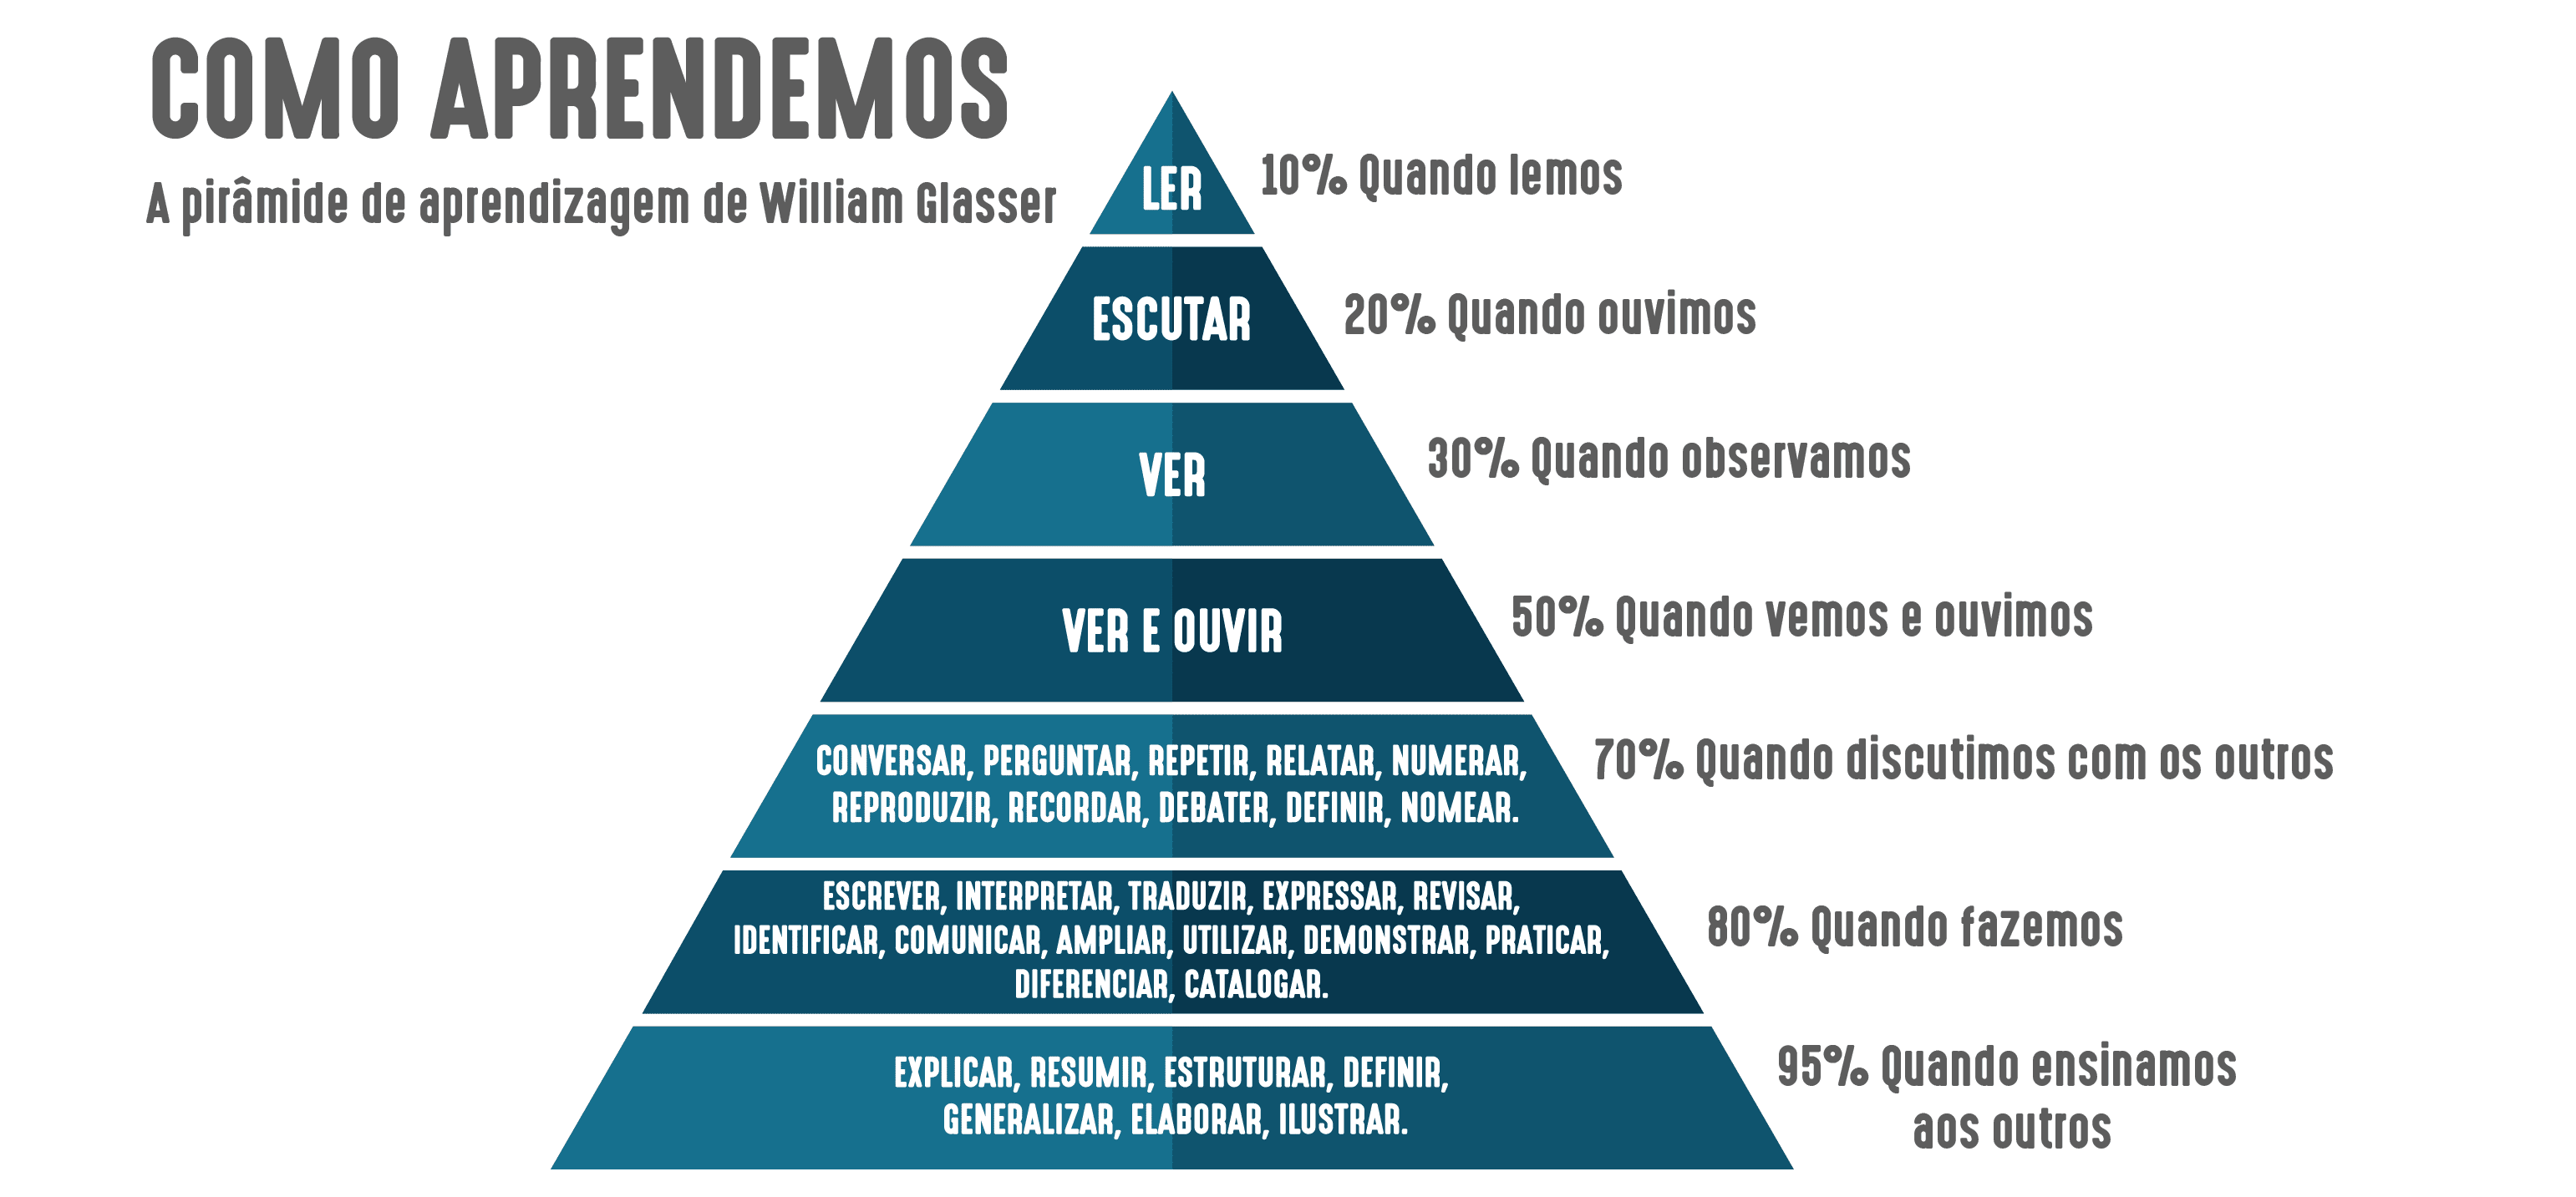 COMO APRENDEMOS
A pirâmide de aprendizagem de William Glasser
LER
10% Quando lemos
ESCUTAR
20% Quando ouvimos
VER
30% Quando observamos
VER E OUVIR
50% Quando vemos e ouvimos
CONVERSAR, PERGUNTAR, REPETIR, RELATAR, NUMERAR,
REPRODUZIR, RECORDAR, DEBATER, DEFINIR, NOMEAR.
70% Quando discutimos com os outros
ESCREVER, INTERPRETAR, TRADUZIR, EXPRESSAR, REVISAR,
IDENTIFICAR, COMUNICAR, AMPLIAR, UTILIZAR, DEMONSTRAR, PRATICAR,
DIFERENCIAR, CATALOGAR.
80% Quando fazemos
EXPLICAR, RESUMIR, ESTRUTURAR, DEFINIR,
GENERALIZAR, ELABORAR, ILUSTRAR.
95% Quando ensinamos
aos outros